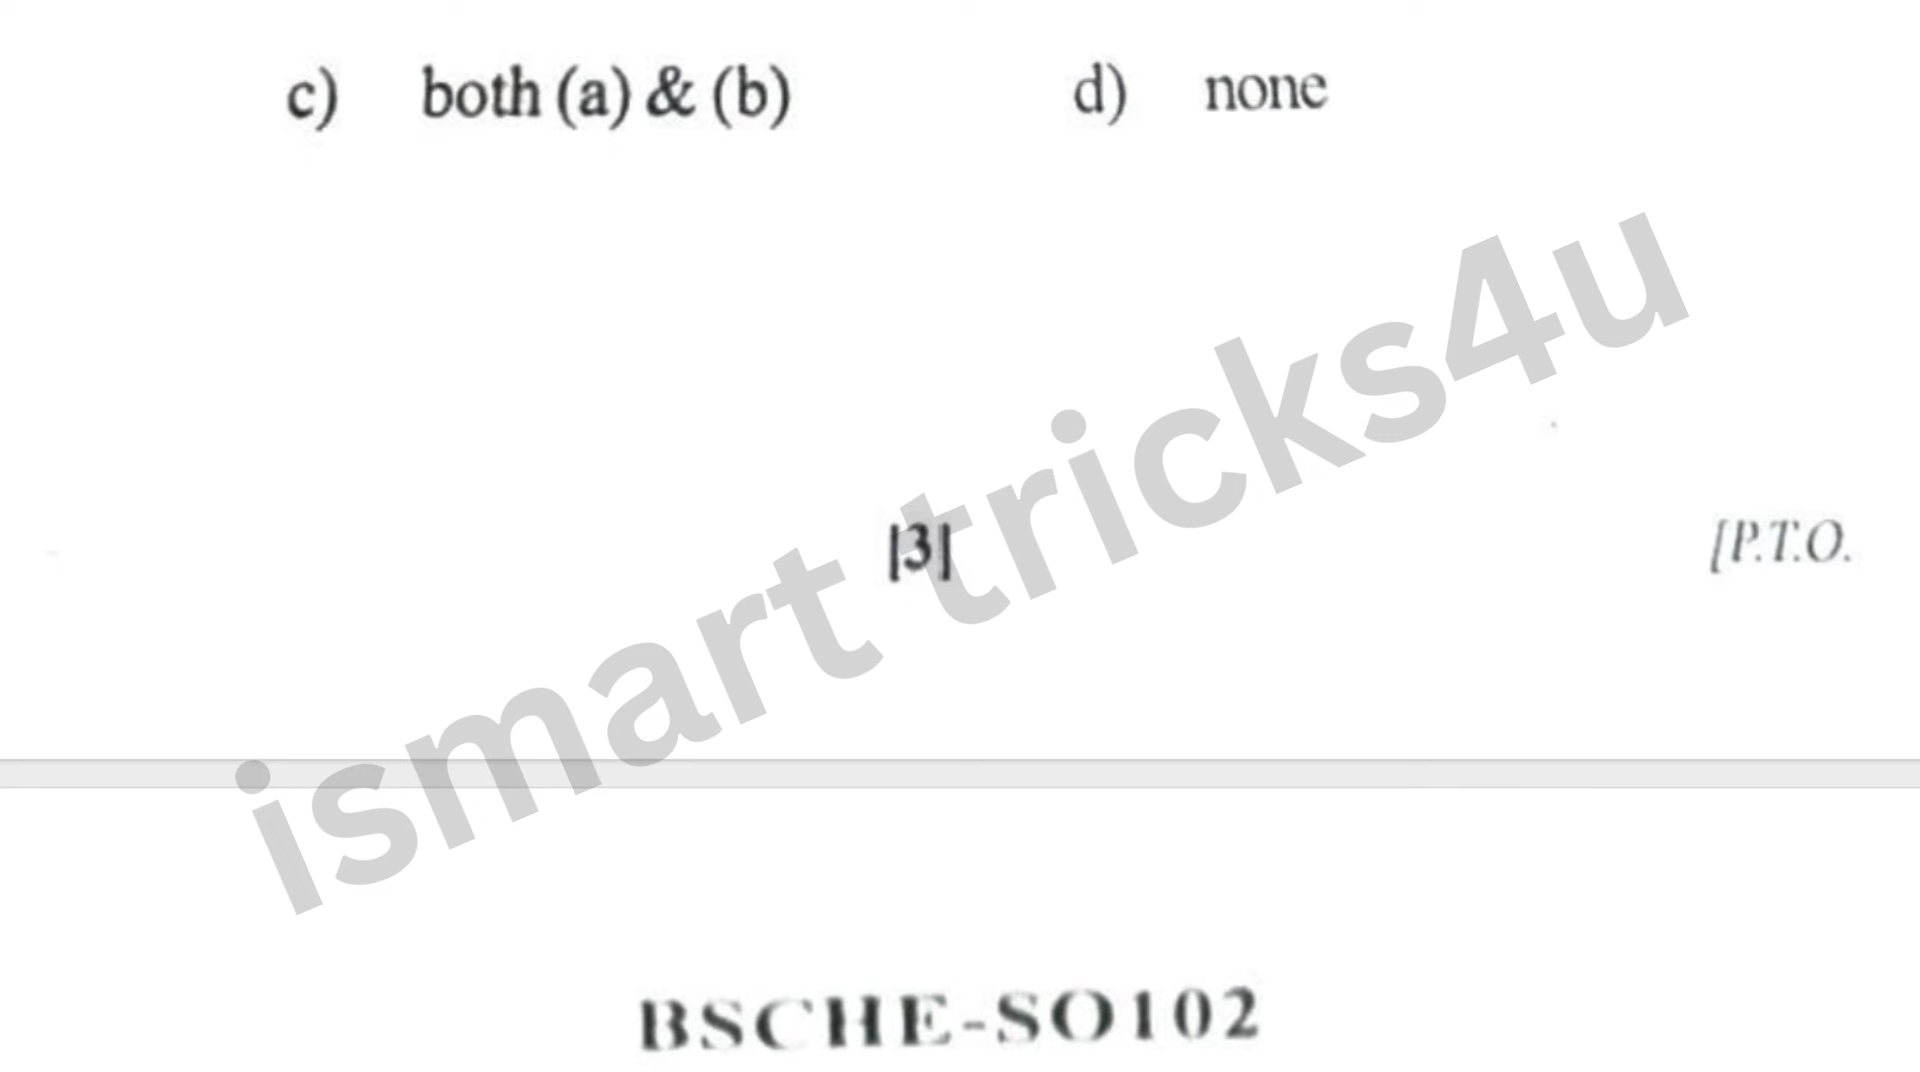 c) both (a) & (b) d) none
ismart tricks4u
[3] [P.T.O.
BSCHE-SO102